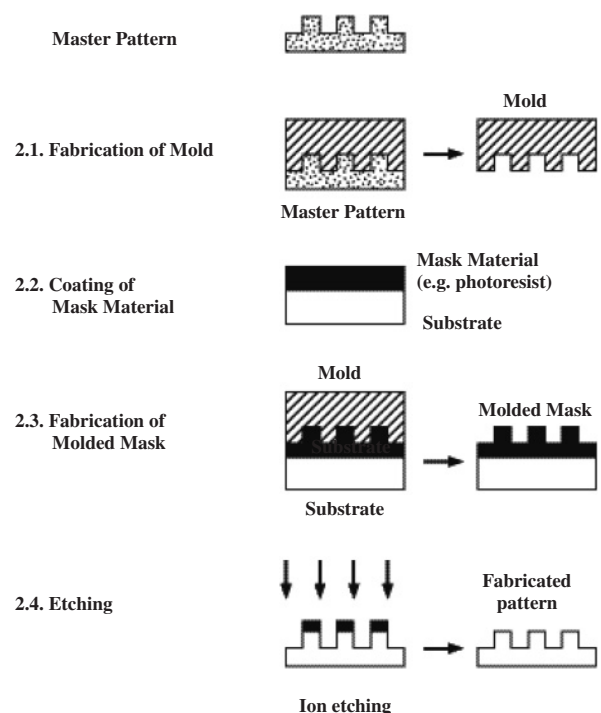 Master Pattern
2.1. Fabrication of Mold
Mold
Master Pattern
2.2. Coating of
Mask Material
Mask Material
(e.g. photoresist)
Substrate
2.3. Fabrication of
Molded Mask
Mold
Substrate
Substrate
Molded Mask
2.4. Etching
Ion etching
Fabricated
pattern